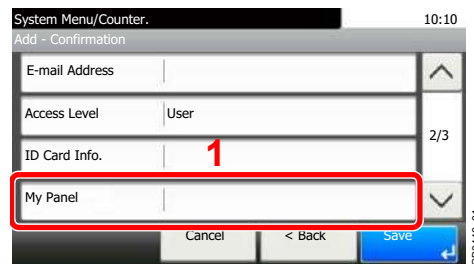 System Menu/Counter. 10:10
Add - Confirmation
E-mail Address
Access Level User
2/3
ID Card Info. 1
My Panel
Cancel < Back Save